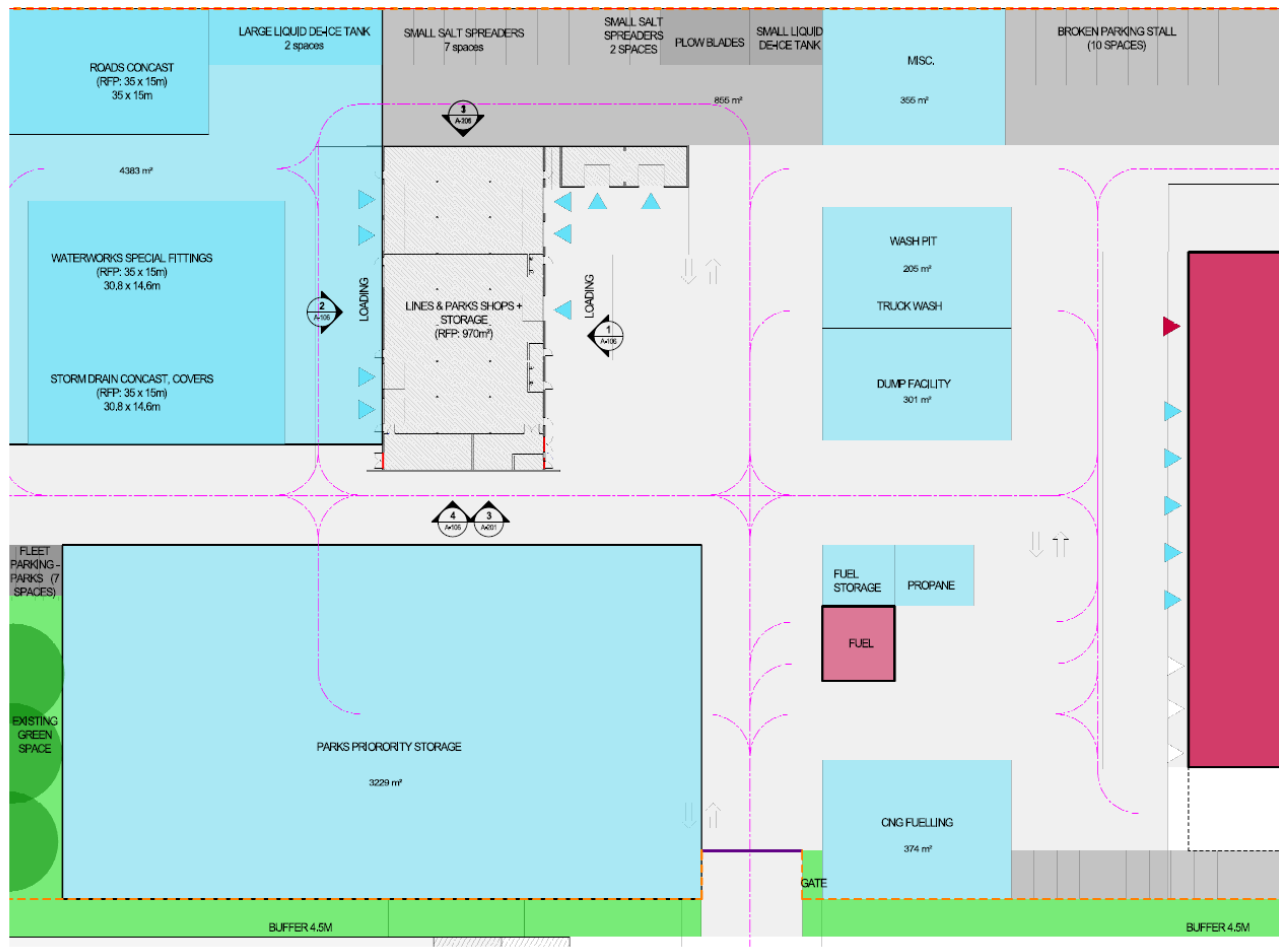 LARGE LIQUID DE-ICE TANK
2 spaces
SMALL SALT SPREADERS
7 spaces
SMALL SALT
SPREADERS
2 SPACES
PLOW BLADES
SMALL LIQUID
DE-ICE TANK
BROKEN PARKING STALL
(10 SPACES)
ROADS CONCAST
(RFP: 35 x 15m)
35 x 15m
MISC.
355 m²
855 m²
3
A-106
4383 m²
WATERWORKS SPECIAL FITTINGS
(RFP: 35 x 15m)
30,8 x 14,6m
STORM DRAIN CONCAST, COVERS
(RFP: 35 x 15m)
30,8 x 14,6m
2
A-106
LOADING
LINES & PARKS SHOPS +
STORAGE
(RFP: 970m²)
LOADING
1
A-106
WASH PIT
205 m²
TRUCK WASH
DUMP FACILITY
301 m²
4
A-106
3
A-201
FLEET
PARKING -
PARKS (7
SPACES)
FUEL
STORAGE
PROPANE
FUEL
EXISTING
GREEN
SPACE
PARKS PRIORORITY STORAGE
3229 m²
CNG FUELLING
374 m²
GATE
BUFFER 4.5M
BUFFER 4.5M